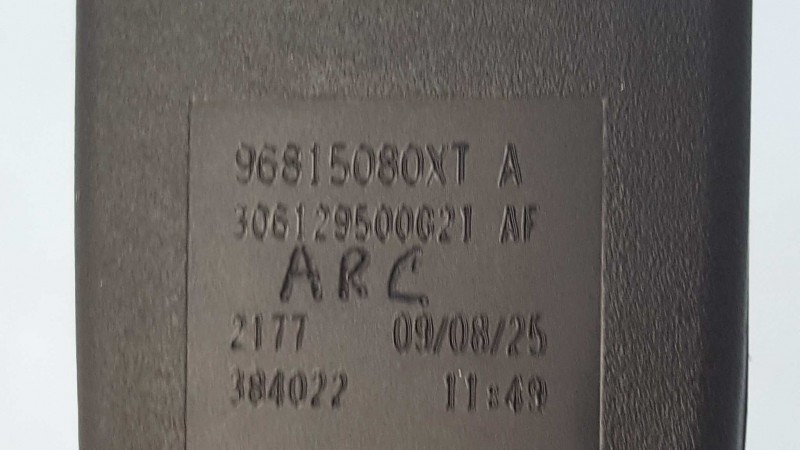 96815080XT A
306129500G21 AF
ARC
2177 09/08/25
384022 11:49